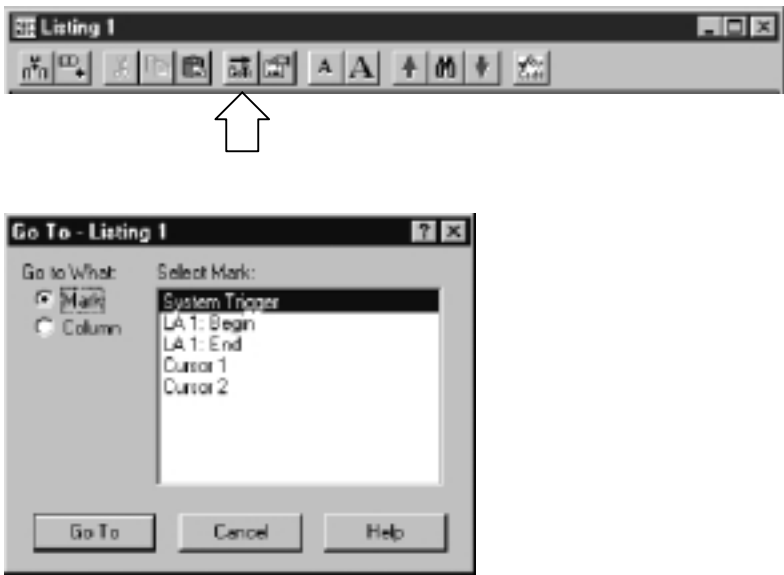 Listing 1
A A
Go To - Listing 1
Go to What:
Select Mark:
Mark
Column
System Trigger
LA 1: Begin
LA 1: End
Cursor 1
Cursor 2
Go To
Cancel
Help